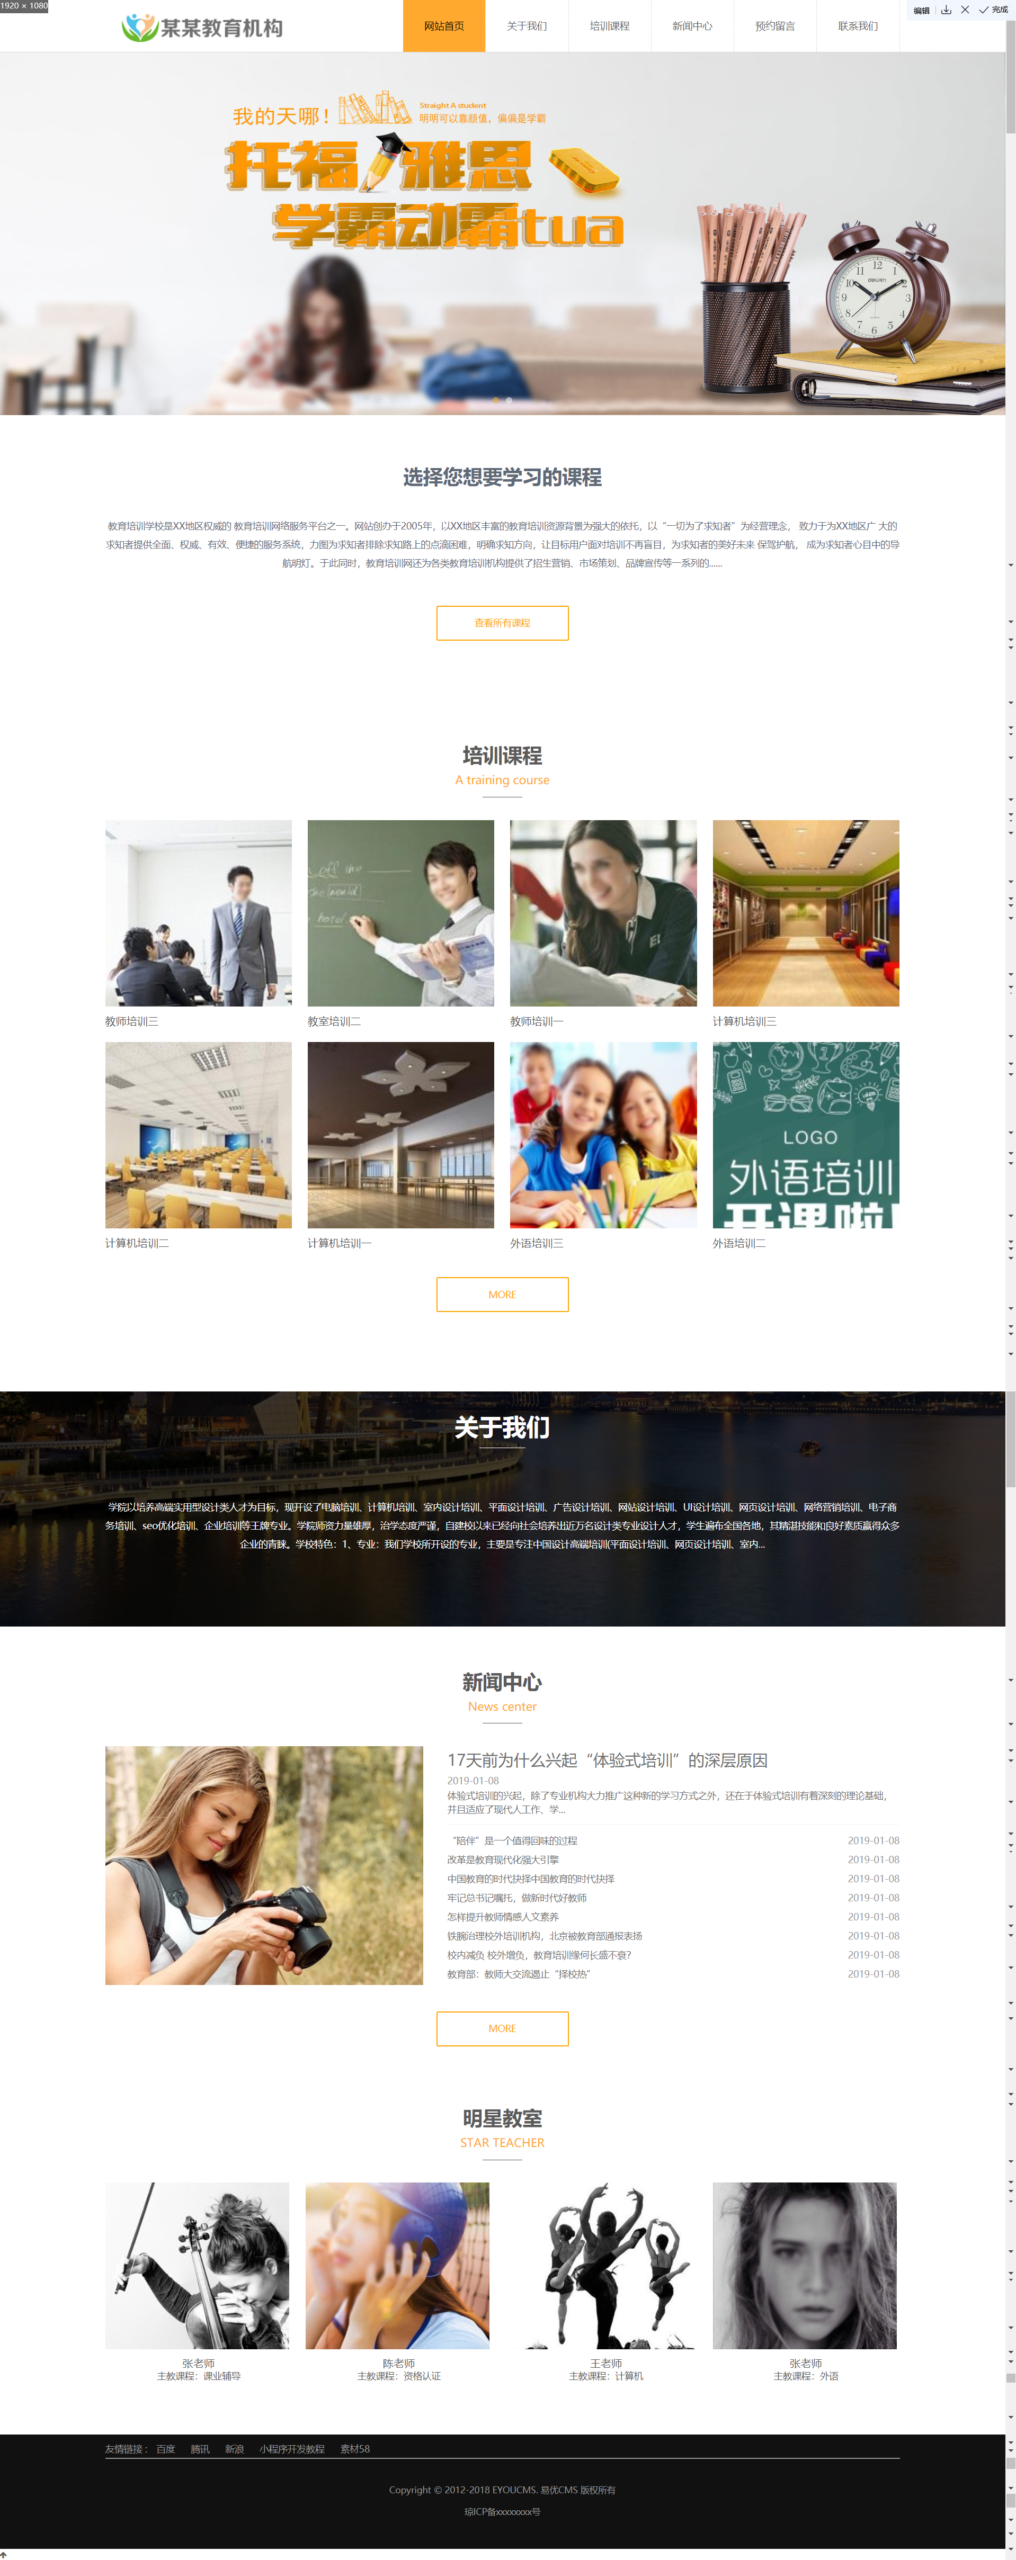 1920 × 1080
编辑
完成
某某教育机构
网站首页
关于我们
培训课程
新闻中心
预约留言
联系我们
我的天哪！
Straight A student
明明可以靠颜值，偏偏是学霸
托福 雅思
学霸动霸tua
选择您想要学习的课程
教育培训学校是XX地区权威的 教育培训网络服务平台之一。网站创办于2005年，以XX地区丰富的教育培训资源背景为强大的依托，以“一切为了求知者”为经营理念， 致力于为XX地区广 大的
求知者提供全面、权威、有效、便捷的服务系统，力图为求知者排除求知路上的点滴困难，明确求知方向，让目标用户面对培训不再盲目，为求知者的美好未来 保驾护航， 成为求知者心目中的导
航明灯。于此同时，教育培训网还为各类教育培训机构提供了招生营销、市场策划、品牌宣传等一系列的......
查看所有课程
培训课程
A training course
教师培训三
教室培训二
教师培训一
计算机培训三
LOGO
外语培训
开课啦!
计算机培训二
计算机培训一
外语培训三
外语培训二
MORE
关于我们
学院以培养高端实用型设计类人才为目标，现开设了电脑培训、计算机培训、室内设计培训、平面设计培训、广告设计培训、网站设计培训、UI设计培训、网页设计培训、网络营销培训、电子商
务培训、seo优化培训、企业培训等王牌专业。学院师资力量雄厚，治学态度严谨，自建校以来已经向社会培养出近万名设计类专业设计人才，学生遍布全国各地，其精湛技能和良好素质赢得众多
企业的青睐。学校特色：1、专业：我们学校所开设的专业，主要是专注中国设计高端培训(平面设计培训、网页设计培训、室内...
新闻中心
News center
17天前为什么兴起“体验式培训”的深层原因
2019-01-08
体验式培训的兴起，除了专业机构大力推广这种新的学习方式之外，还在于体验式培训有着深刻的理论基础，
并且适应了现代人工作、学...
“陪伴”是一个值得回味的过程 2019-01-08
改革是教育现代化强大引擎 2019-01-08
中国教育的时代抉择中国教育的时代抉择 2019-01-08
牢记总书记嘱托，做新时代好教师 2019-01-08
怎样提升教师情感人文素养 2019-01-08
铁腕治理校外培训机构，北京被教育部通报表扬 2019-01-08
校内减负 校外增负，教育培训缘何长盛不衰? 2019-01-08
教育部：教师大交流遏止“择校热” 2019-01-08
MORE
明星教室
STAR TEACHER
张老师
主教课程：课业辅导
陈老师
主教课程：资格认证
王老师
主教课程：计算机
张老师
主教课程：外语
友情链接： 百度 腾讯 新浪 小程序开发教程 素材58
Copyright © 2012-2018 EYOUCMS. 易优CMS 版权所有
琼ICP备xxxxxxxx号